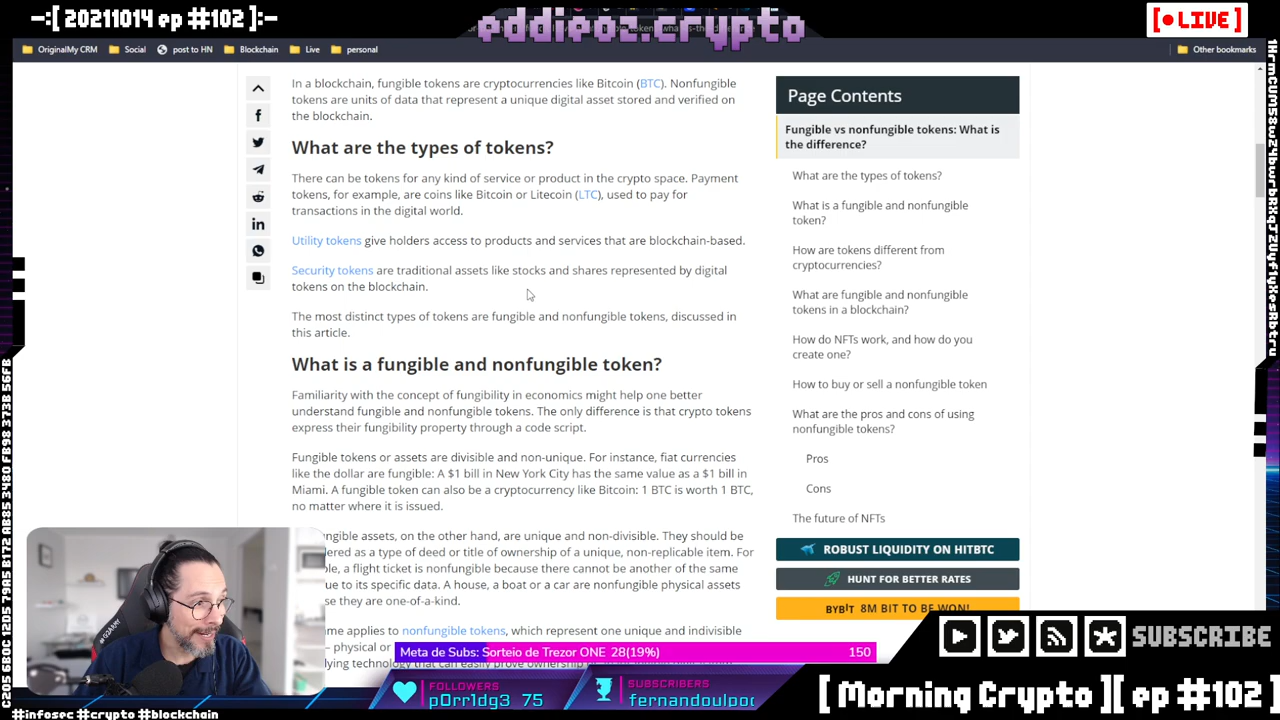 —:[ 20211014 ep #102 ]:—
eddieoz.crypto
[● LIVE]
OriginalMy CRM
Social
post to HN
Blockchain
Live
personal
Other bookmarks
In a blockchain, fungible tokens are cryptocurrencies like Bitcoin (BTC). Nonfungible
tokens are units of data that represent a unique digital asset stored and verified on
the blockchain.
What are the types of tokens?
There can be tokens for any kind of service or product in the crypto space. Payment
tokens, for example, are coins like Bitcoin or Litecoin (LTC), used to pay for
transactions in the digital world.
Utility tokens give holders access to products and services that are blockchain-based.
Security tokens are traditional assets like stocks and shares represented by digital
tokens on the blockchain.
The most distinct types of tokens are fungible and nonfungible tokens, discussed in
this article.
What is a fungible and nonfungible token?
Familiarity with the concept of fungibility in economics might help one better
understand fungible and nonfungible tokens. The only difference is that crypto tokens
express their fungibility property through a code script.
Fungible tokens or assets are divisible and non-unique. For instance, fiat currencies
like the dollar are fungible: A $1 bill in New York City has the same value as a $1 bill in
Miami. A fungible token can also be a cryptocurrency like Bitcoin: 1 BTC is worth 1 BTC,
no matter where it is issued.
ngible assets, on the other hand, are unique and non-divisible. They should be
ered as a type of deed or title of ownership of a unique, non-replicable item. For
le, a flight ticket is nonfungible because there cannot be another of the same
ue to its specific data. A house, a boat or a car are nonfungible physical assets
se they are one-of-a-kind.
me applies to nonfungible tokens, which represent one unique and indivisible
– physical or
lying technology that can easily prove ownership
Page Contents
Fungible vs nonfungible tokens: What is
the difference?
What are the types of tokens?
What is a fungible and nonfungible
token?
How are tokens different from
cryptocurrencies?
What are fungible and nonfungible
tokens in a blockchain?
How do NFTs work, and how do you
create one?
How to buy or sell a nonfungible token
What are the pros and cons of using
nonfungible tokens?
Pros
Cons
The future of NFTs
ROBUST LIQUIDITY ON HITBTC
HUNT FOR BETTER RATES
BYBIT 8M BIT TO BE WON!
Meta de Subs: Sorteio de Trezor ONE 28(19%)
150
SUBSCRIBE
FOLLOWERS
p0rr1dg3 75
SUBSCRIBERS
fernandoulpoc
[ Morning Crypto ][ ep #102 ]
#infosec #crypto #blockchain